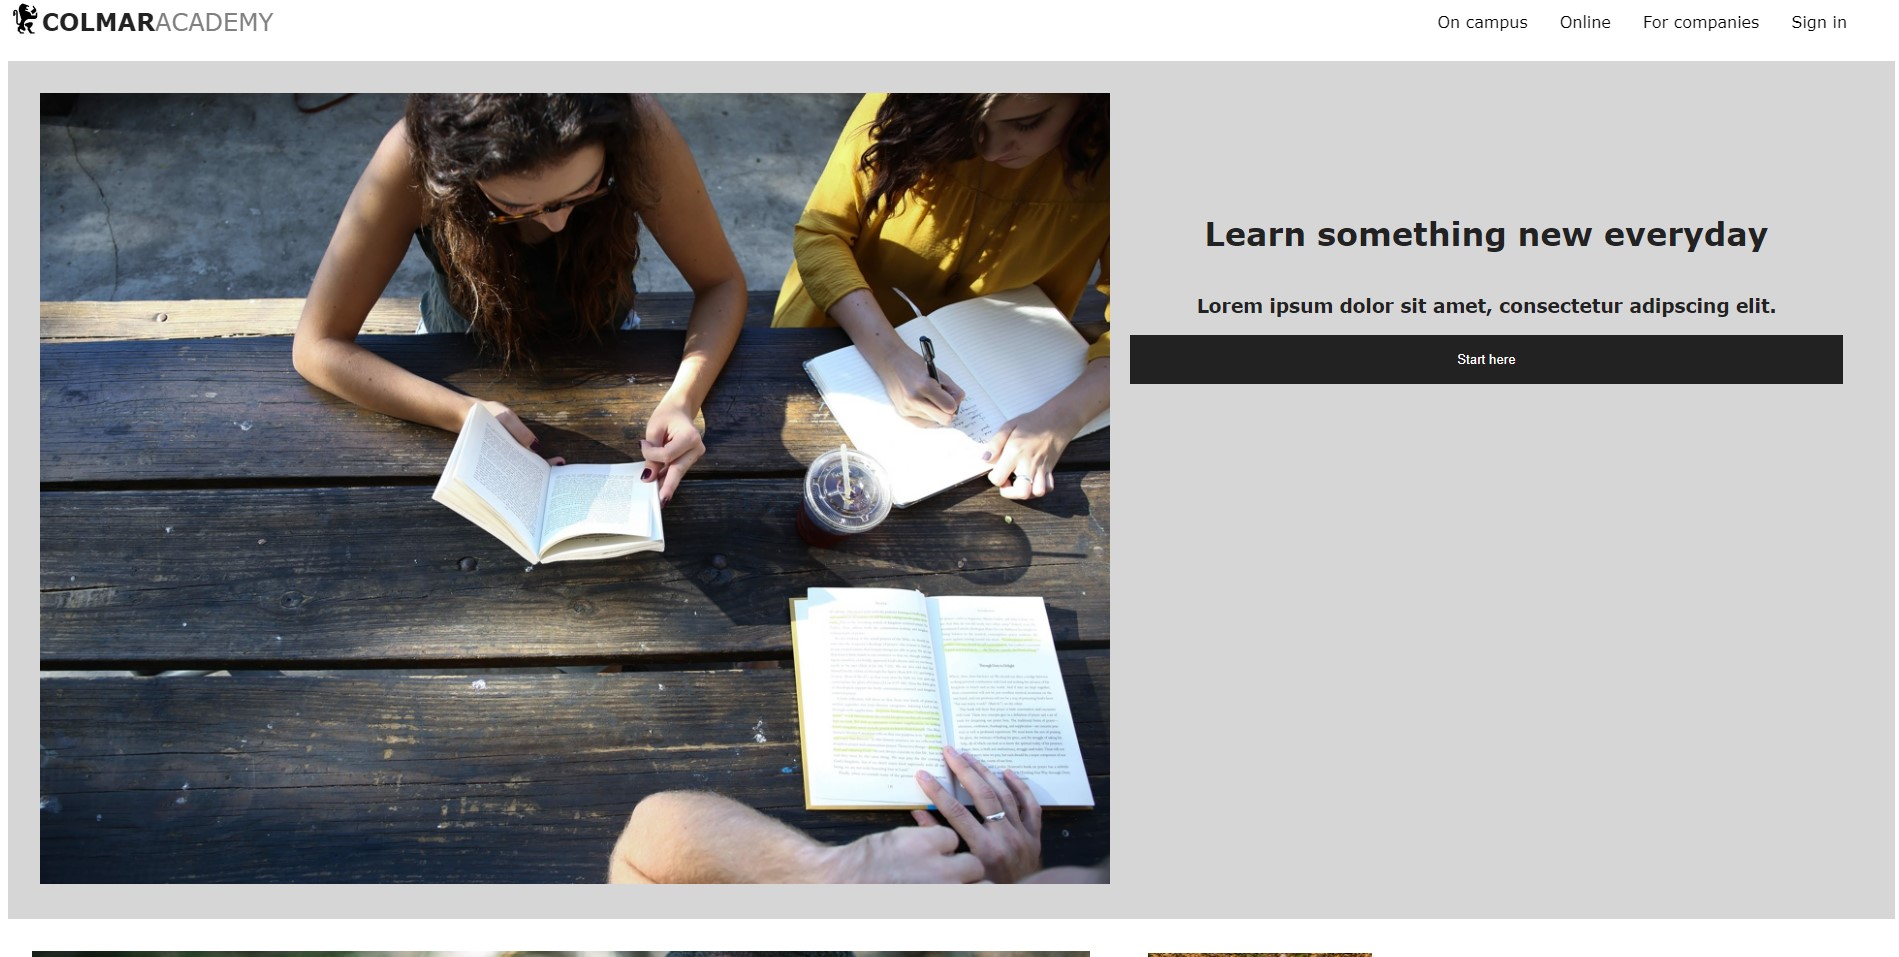 COLMARACADEMY
On campus Online For companies Sign in
Learn something new everyday
Lorem ipsum dolor sit amet, consectetur adipscing elit.
Start here